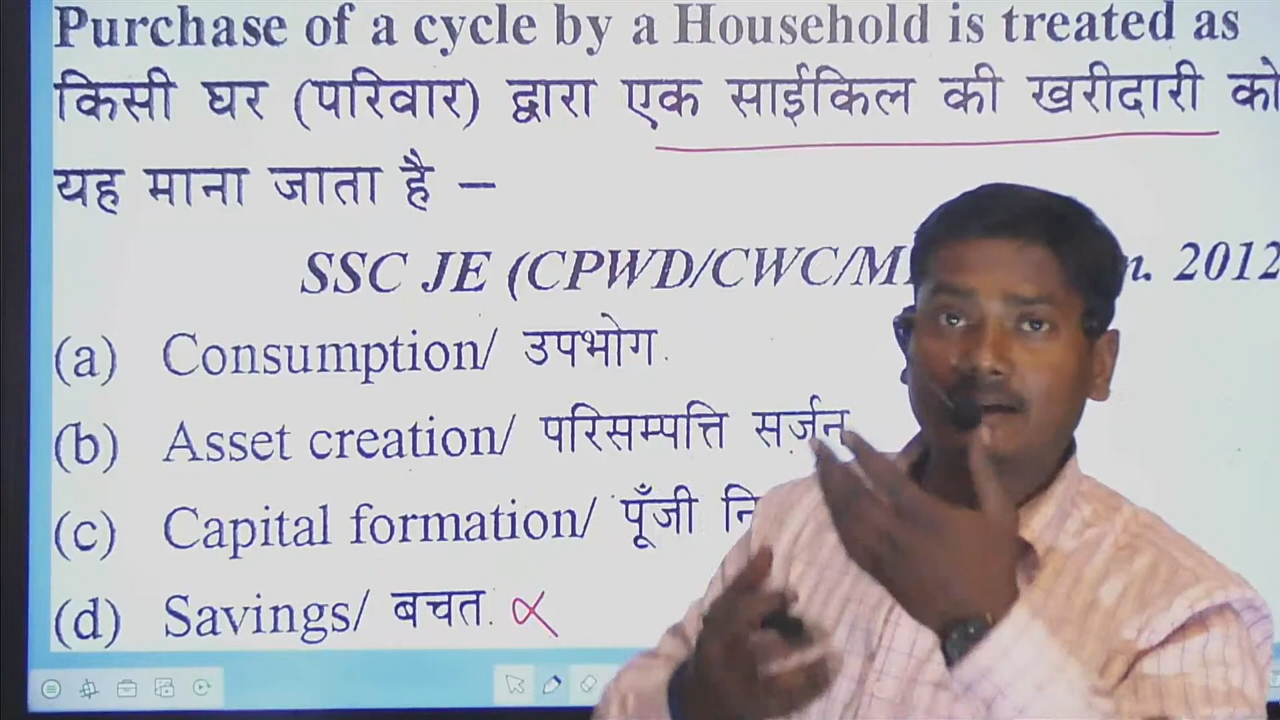 Purchase of a cycle by a Household is treated as
किसी घर (परिवार) द्वारा एक साईकिल की खरीदारी को
यह माना जाता है –
SSC JE (CPWD/CWC/M 2012
(a) Consumption/ उपभोग.
(b) Asset creation/ परिसम्पत्ति सर्जन
(c) Capital formation/ पूँजी नि
(d) Savings/ बचत.